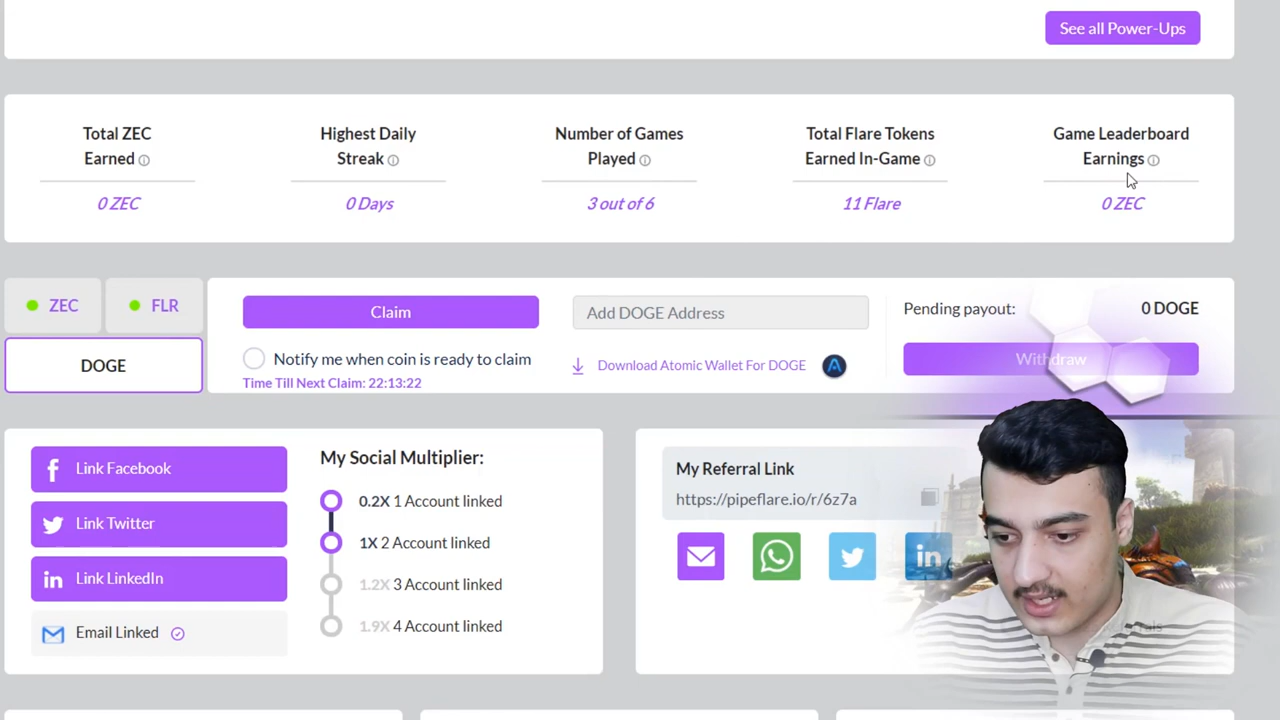 See all Power-Ups
Total ZEC
Earned
0 ZEC
Highest Daily
Streak
0 Days
Number of Games
Played
3 out of 6
Total Flare Tokens
Earned In-Game
11 Flare
Game Leaderboard
Earnings
0 ZEC
ZEC
FLR
DOGE
Claim
Notify me when coin is ready to claim
Time Till Next Claim: 22:13:22
Add DOGE Address
Download Atomic Wallet For DOGE
Pending payout: 0 DOGE
Withdraw
Link Facebook
Link Twitter
Link LinkedIn
Email Linked
My Social Multiplier:
0.2X 1 Account linked
1X 2 Account linked
1.2X 3 Account linked
1.9X 4 Account linked
My Referral Link
https://pipeflare.io/r/6z7a